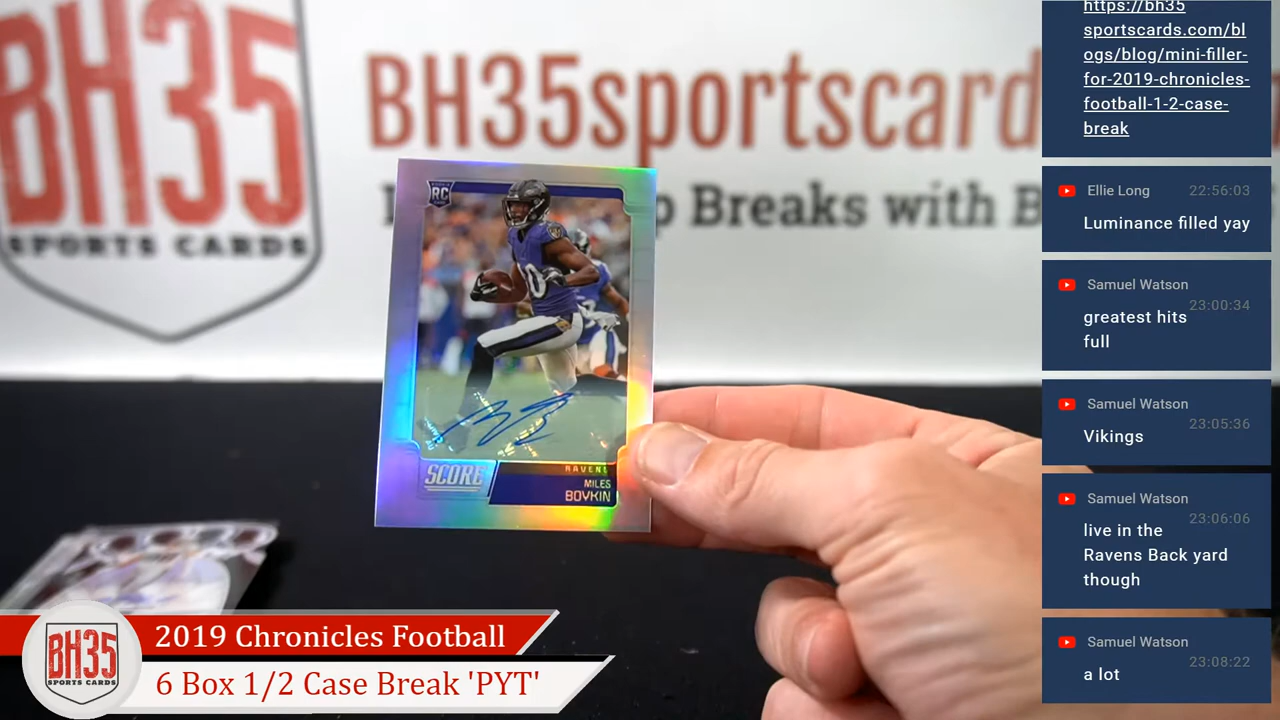 BH35
SPORTS CARDS
BH35sportscard
p Breaks with B
RC
SCORE
RAVENS
MILES
BOYKIN
BH35
SPORTS CARDS
2019 Chronicles Football
6 Box 1/2 Case Break 'PYT'
https://bh35
sportscards.com/bl
ogs/blog/mini-filler-
for-2019-chronicles-
football-1-2-case-
break
Ellie Long 22:56:03
Luminance filled yay
Samuel Watson
23:00:34
greatest hits
full
Samuel Watson
23:05:36
Vikings
Samuel Watson
23:06:06
live in the
Ravens Back yard
though
Samuel Watson
23:08:22
a lot